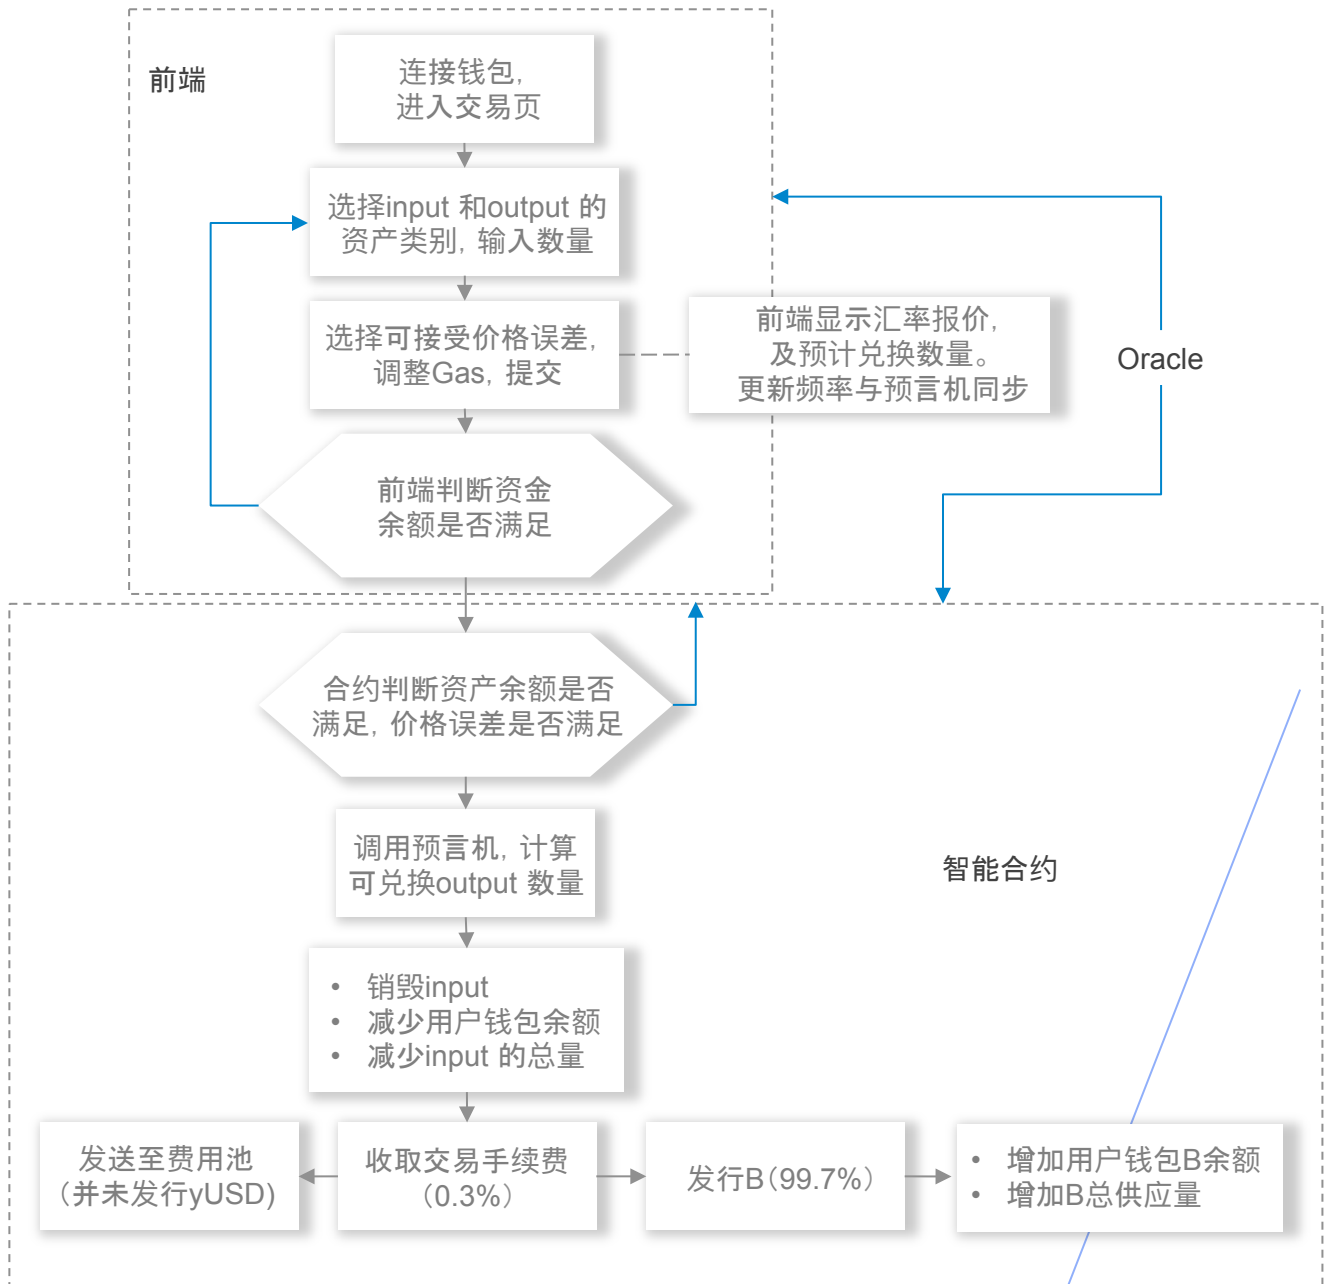 前端
连接钱包，
进入交易页
选择input 和output 的
资产类别，输入数量
选择可接受价格误差，
调整Gas，提交
前端显示汇率报价，
及预计兑换数量。
更新频率与预言机同步
Oracle
前端判断资金
余额是否满足
合约判断资产余额是否
满足，价格误差是否满足
调用预言机，计算
可兑换output 数量
智能合约
• 销毁input
• 减少用户钱包余额
• 减少input 的总量
发送至费用池
（并未发行yUSD)
收取交易手续费
（0.3%）
发行B（99.7%）
• 增加用户钱包B余额
• 增加B总供应量